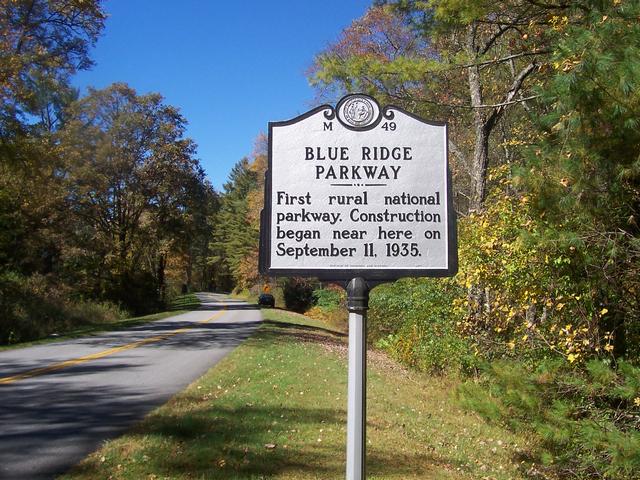 M 49
BLUE RIDGE
PARKWAY
First rural national
parkway. Construction
began near here on
September 11, 1935.